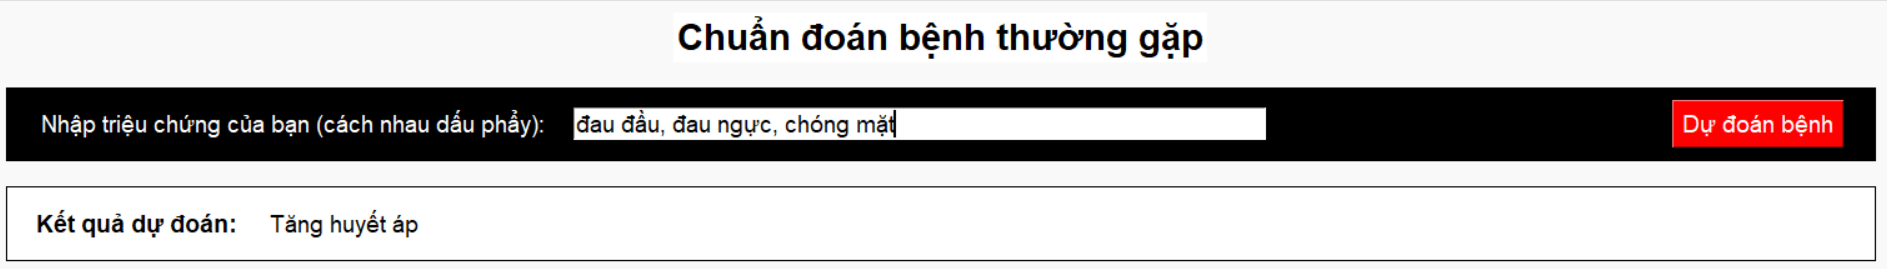 Chuẩn đoán bệnh thường gặp
Nhập triệu chứng của bạn (cách nhau dấu phẩy): đau đầu, đau ngực, chóng mặt Dự đoán bệnh
Kết quả dự đoán: Tăng huyết áp